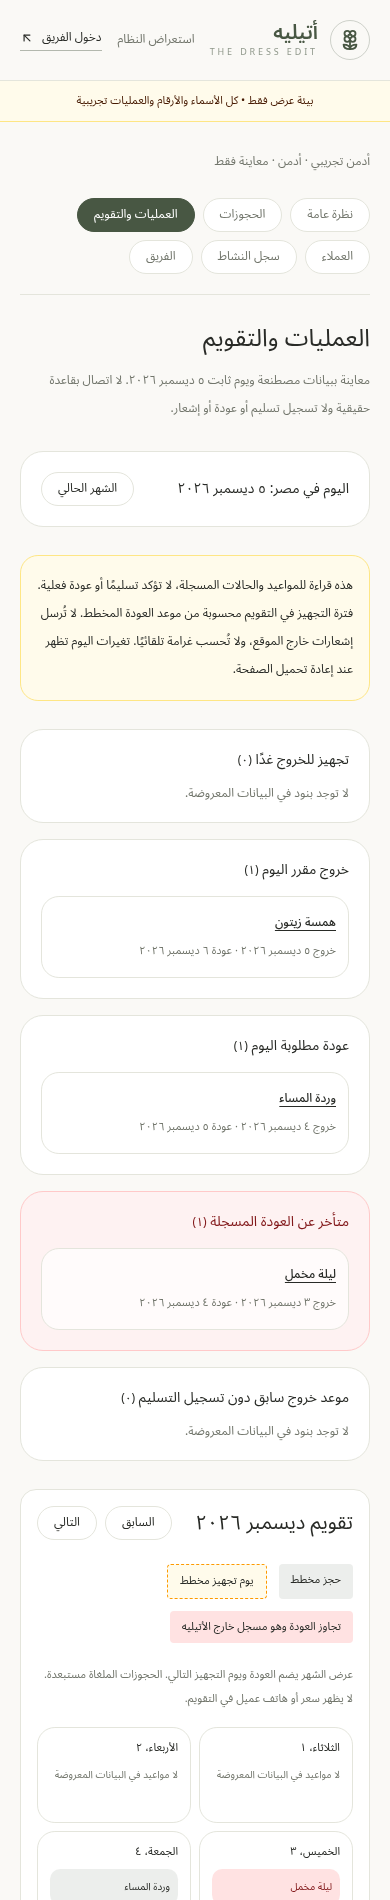 أتيليه
THE DRESS EDIT
استعراض النظام
دخول الفريق
بيئة عرض فقط • كل الأسماء والأرقام والعمليات تجريبية
أدمن تجريبي · أدمن · معاينة فقط
نظرة عامة
الحجوزات
العمليات والتقويم
العملاء
سجل النشاط
الفريق
العمليات والتقويم
معاينة ببيانات مصطنعة ويوم ثابت ٥ ديسمبر ٢٠٢٦. لا اتصال بقاعدة
حقيقية ولا تسجيل تسليم أو عودة أو إشعار.
اليوم في مصر: ٥ ديسمبر ٢٠٢٦
الشهر الحالي
هذه قراءة للمواعيد والحالات المسجلة، لا تؤكد تسليمًا أو عودة فعلية.
فترة التجهيز في التقويم محسوبة من موعد العودة المخطط. لا تُرسل
إشعارات خارج الموقع، ولا تُحسب غرامة تلقائيًا. تغيرات اليوم تظهر
عند إعادة تحميل الصفحة.
تجهيز للخروج غدًا (٠)
لا توجد بنود في البيانات المعروضة.
خروج مقرر اليوم (١)
همسة زيتون
خروج ٥ ديسمبر ٢٠٢٦ · عودة ٦ ديسمبر ٢٠٢٦
عودة مطلوبة اليوم (١)
وردة المساء
خروج ٤ ديسمبر ٢٠٢٦ · عودة ٥ ديسمبر ٢٠٢٦
متأخر عن العودة المسجلة (١)
ليلة مخمل
خروج ٣ ديسمبر ٢٠٢٦ · عودة ٤ ديسمبر ٢٠٢٦
موعد خروج سابق دون تسجيل التسليم (٠)
لا توجد بنود في البيانات المعروضة.
تقويم ديسمبر ٢٠٢٦
السابق
التالي
حجز مخطط
يوم تجهيز مخطط
تجاوز العودة وهو مسجل خارج الأتيليه
عرض الشهر يضم العودة ويوم التجهيز التالي. الحجوزات الملغاة مستبعدة.
لا يظهر سعر أو هاتف عميل في التقويم.
الثلاثاء، ١
لا مواعيد في البيانات المعروضة
الأربعاء، ٢
لا مواعيد في البيانات المعروضة
الخميس، ٣
ليلة مخمل
الجمعة، ٤
وردة المساء